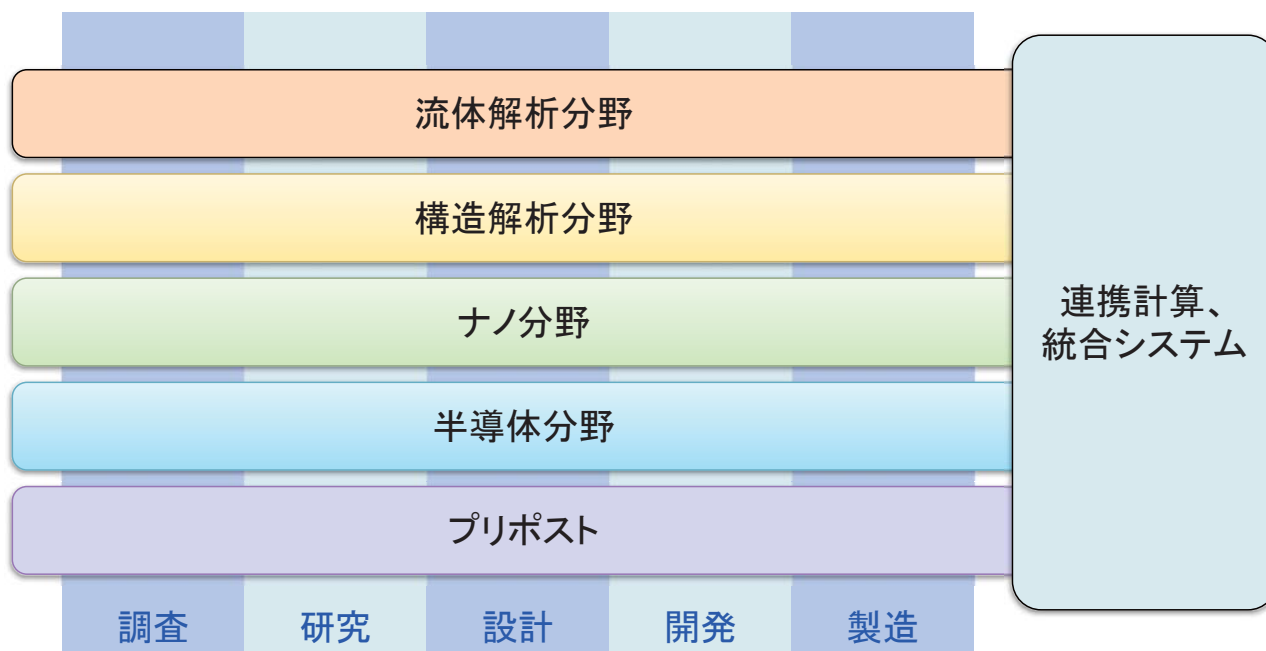 流体解析分野
構造解析分野
ナノ分野
半導体分野
プリポスト
連携計算、
統合システム
調査
研究
設計
開発
製造